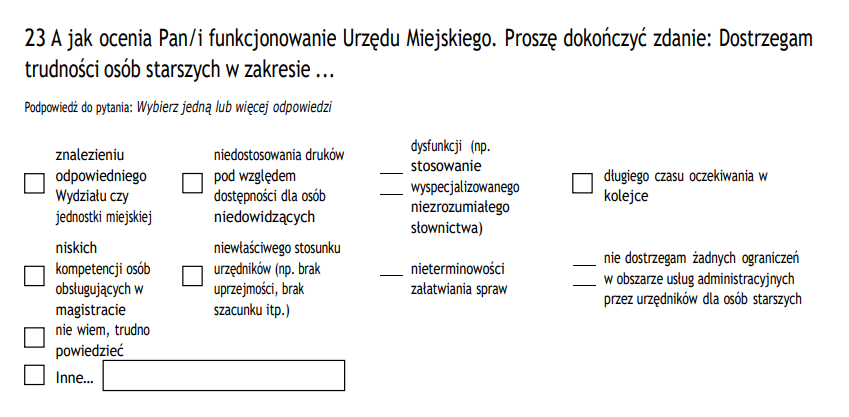 23 A jak ocenia Pan/i funkcjonowanie Urzędu Miejskiego. Proszę dokończyć zdanie: Dostrzegam
trudności osób starszych w zakresie ...
Podpowiedź do pytania: Wybierz jedną lub więcej odpowiedzi
znalezieniu
odpowiedniego
Wydziału czy
jednostki miejskiej
niedostosowania druków
pod względem
dostępności dla osób
niedowidzących
dysfunkcji (np.
stosowanie
wyspecjalizowanego
niezrozumiałego
słownictwa)
długiego czasu oczekiwania w
kolejce
niskich
kompetencji osób
obsługujących w
magistracie
niewłaściwego stosunku
urzędników (np. brak
uprzejmości, brak
szacunku itp.)
nieterminowości
załatwiania spraw
nie dostrzegam żadnych ograniczeń
w obszarze usług administracyjnych
przez urzędników dla osób starszych
nie wiem, trudno
powiedzieć
Inne...